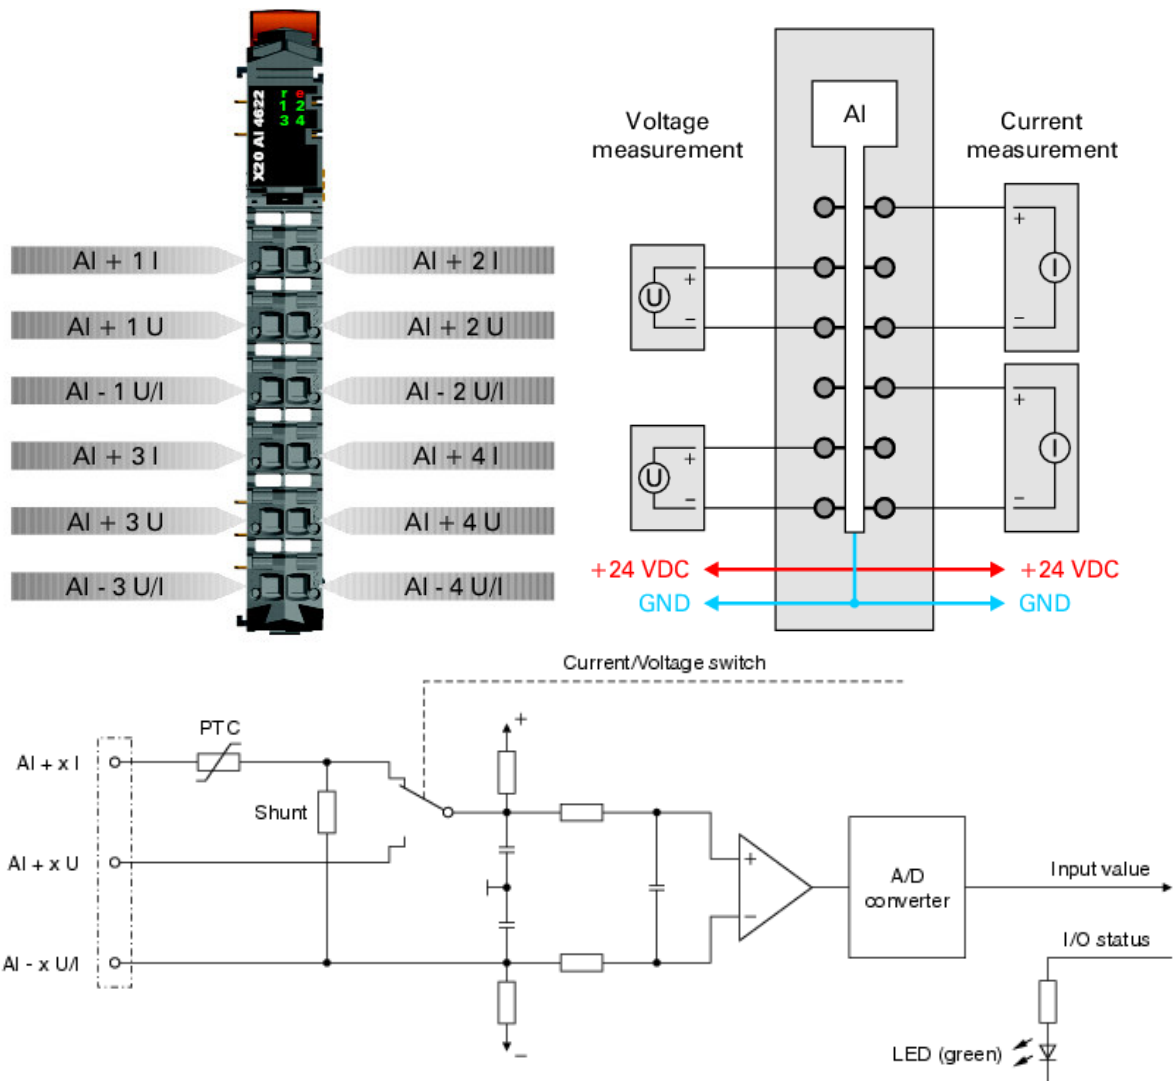 X20 AI 4622
r e
1 2
3 4
AI + 1 I
AI + 2 I
AI + 1 U
AI + 2 U
AI - 1 U/I
AI - 2 U/I
AI + 3 I
AI + 4 I
AI + 3 U
AI + 4 U
AI - 3 U/I
AI - 4 U/I
Voltage
measurement
AI
Current
measurement
+
-
U
+
-
I
+
-
U
+
-
I
+24 VDC
+24 VDC
GND
GND
Current/Voltage switch
PTC
+
AI + x I
Shunt
AI + x U
+
-
A/D
converter
Input value
I/O status
AI - x U/I
-
LED (green)